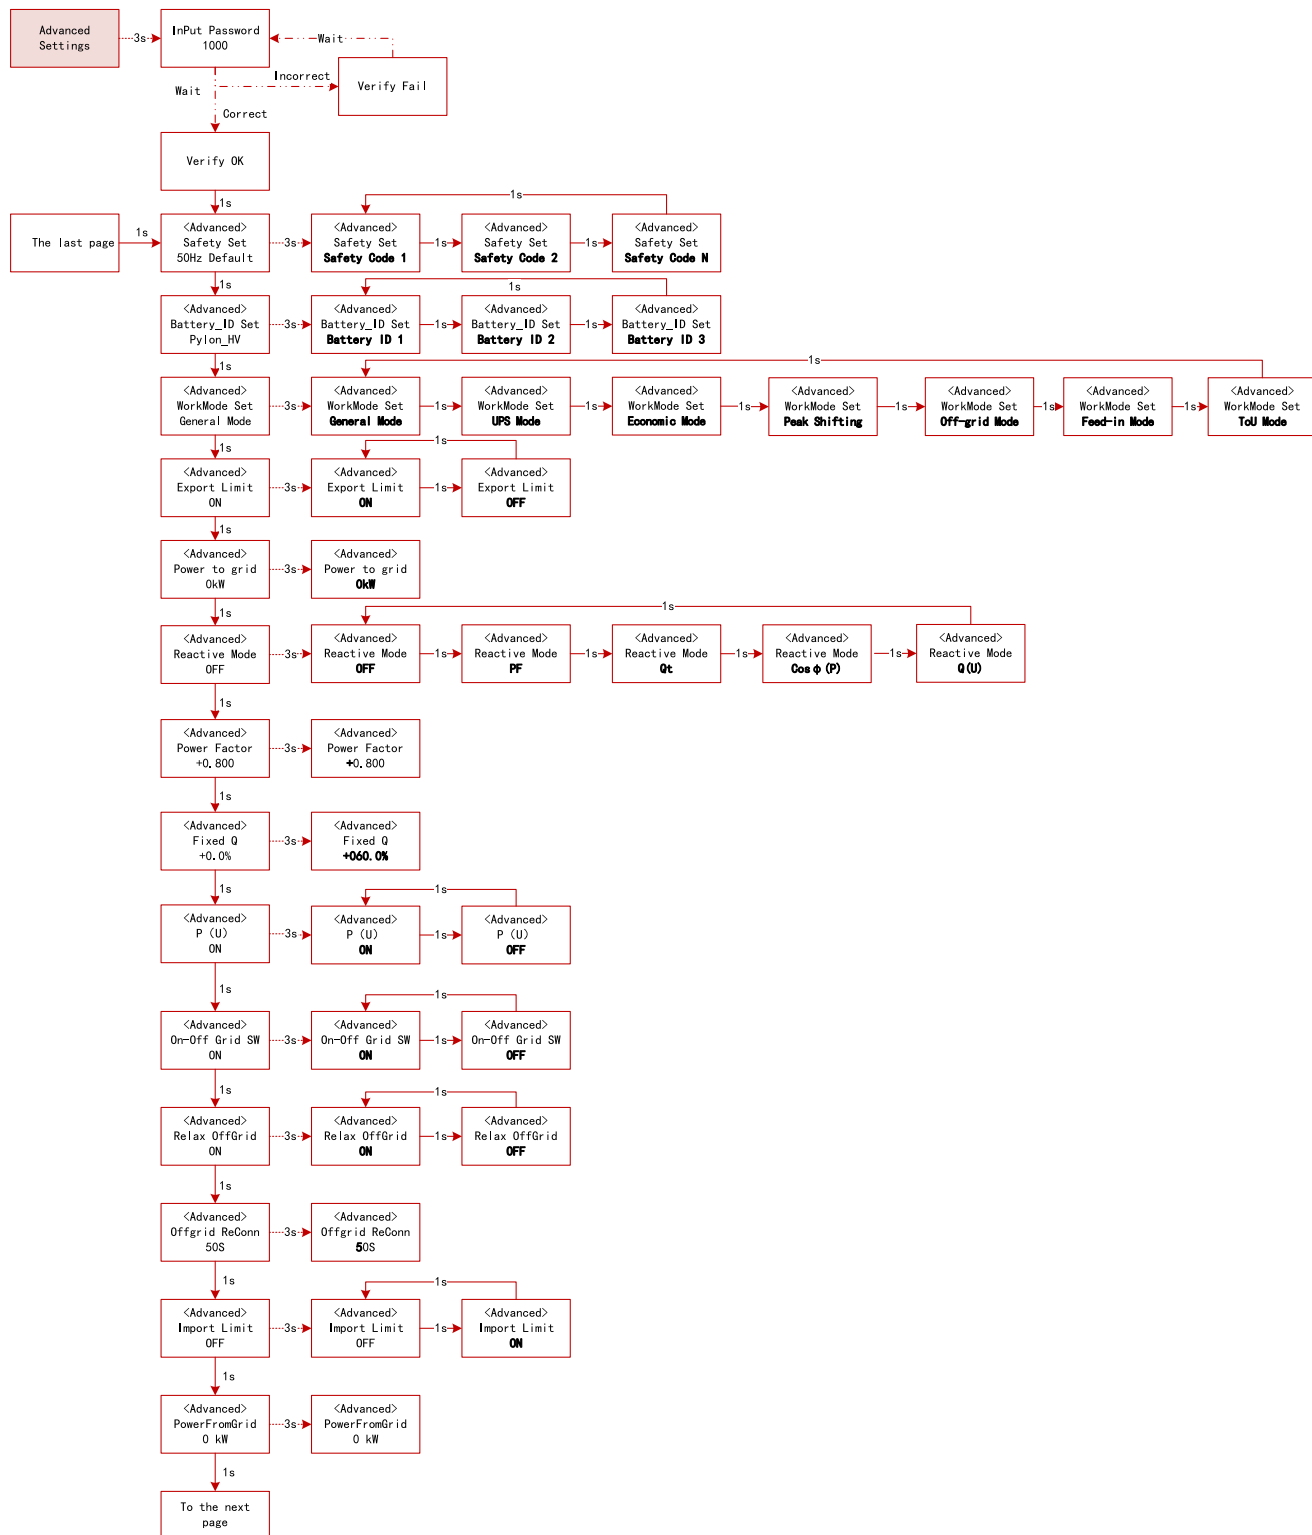 Advanced
Settings
3s
InPut Password
1000
Wait
Incorrect
Wait
Verify Fail
Correct
Verify OK
1s
1s
The last page
1s
<Advanced>
Safety Set
50Hz Default
3s
<Advanced>
Safety Set
Safety Code 1
1s
<Advanced>
Safety Set
Safety Code 2
1s
<Advanced>
Safety Set
Safety Code N
1s
1s
<Advanced>
Battery_ID Set
Pylon_HV
3s
<Advanced>
Battery_ID Set
Battery ID 1
1s
<Advanced>
Battery_ID Set
Battery ID 2
1s
<Advanced>
Battery_ID Set
Battery ID 3
1s
1s
<Advanced>
WorkMode Set
General Mode
3s
<Advanced>
WorkMode Set
General Mode
1s
<Advanced>
WorkMode Set
UPS Mode
1s
<Advanced>
WorkMode Set
Economic Mode
1s
<Advanced>
WorkMode Set
Peak Shifting
1s
<Advanced>
WorkMode Set
Off-grid Mode
1s
<Advanced>
WorkMode Set
Feed-in Mode
1s
<Advanced>
WorkMode Set
ToU Mode
1s
1s
<Advanced>
Export Limit
ON
3s
<Advanced>
Export Limit
ON
1s
<Advanced>
Export Limit
OFF
1s
<Advanced>
Power to grid
0kW
3s
<Advanced>
Power to grid
0kW
1s
1s
<Advanced>
Reactive Mode
OFF
3s
<Advanced>
Reactive Mode
OFF
1s
<Advanced>
Reactive Mode
PF
1s
<Advanced>
Reactive Mode
Qt
1s
<Advanced>
Reactive Mode
Cosφ(P)
1s
<Advanced>
Reactive Mode
Q(U)
1s
<Advanced>
Power Factor
+0.800
3s
<Advanced>
Power Factor
+0.800
1s
<Advanced>
Fixed Q
+0.0%
3s
<Advanced>
Fixed Q
+060.0%
1s
1s
<Advanced>
P (U)
ON
3s
<Advanced>
P (U)
ON
1s
<Advanced>
P (U)
OFF
1s
1s
<Advanced>
On-Off Grid SW
ON
3s
<Advanced>
On-Off Grid SW
ON
1s
<Advanced>
On-Off Grid SW
OFF
1s
1s
<Advanced>
Relax OffGrid
ON
3s
<Advanced>
Relax OffGrid
ON
1s
<Advanced>
Relax OffGrid
OFF
1s
<Advanced>
Offgrid ReConn
50S
3s
<Advanced>
Offgrid ReConn
50S
1s
1s
<Advanced>
Import Limit
OFF
3s
<Advanced>
Import Limit
OFF
1s
<Advanced>
Import Limit
ON
1s
<Advanced>
PowerFromGrid
0 kW
3s
<Advanced>
PowerFromGrid
0 kW
1s
To the next
page